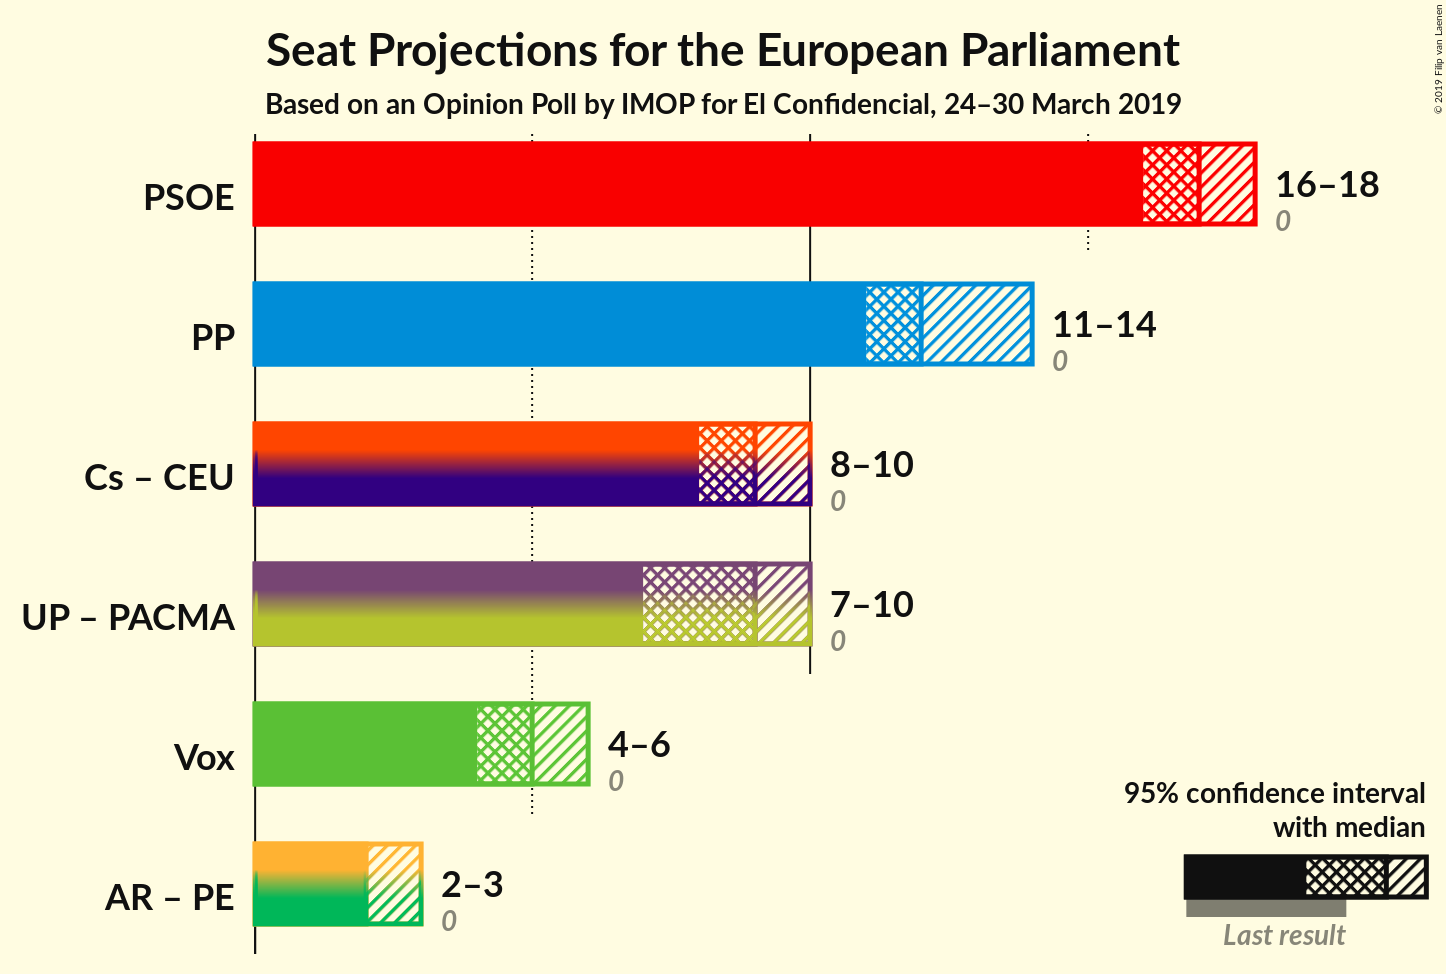 Seat Projections for the European Parliament
Based on an Opinion Poll by IMOP for El Confidencial, 24–30 March 2019
© 2019 Filip van Laenen
PSOE
16–18
0
PP
11–14
0
Cs – CEU
8–10
0
UP – PACMA
7–10
0
Vox
4–6
0
AR – PE
2–3
0
95% confidence interval
with median
Last result